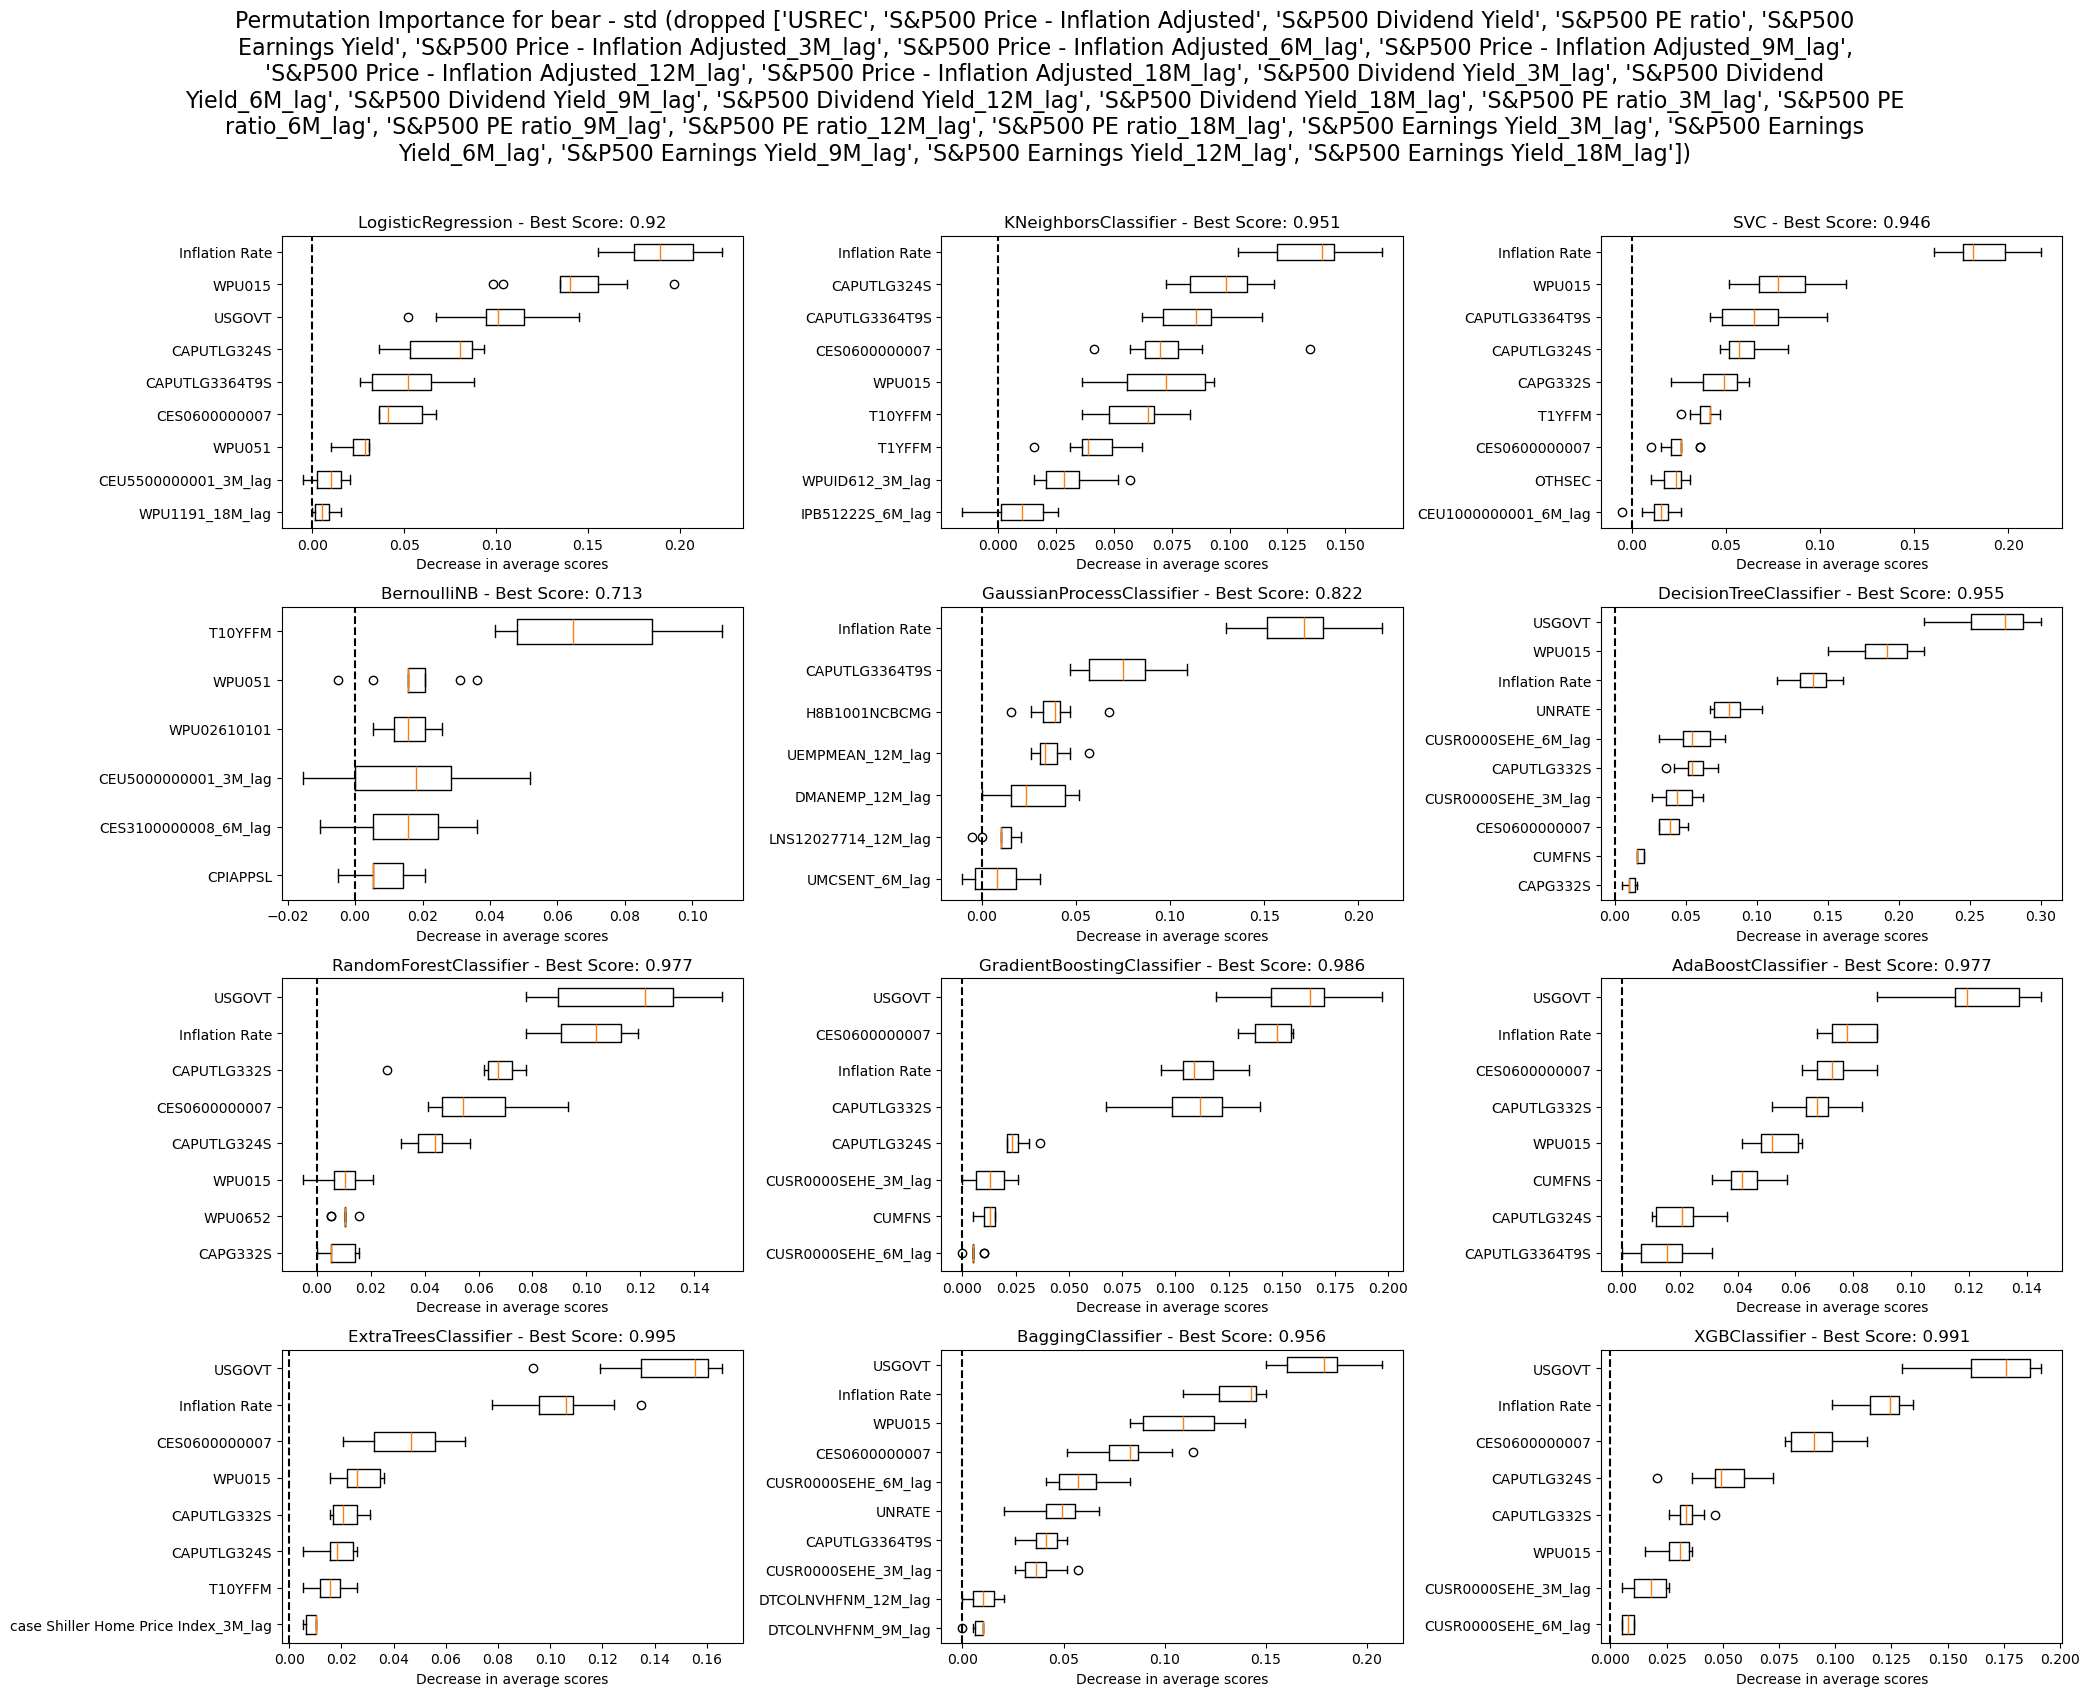 Permutation Importance for bear - std (dropped ['USREC', 'S&P500 Price - Inflation Adjusted', 'S&P500 Dividend Yield', 'S&P500 PE ratio', 'S&P500
Earnings Yield', 'S&P500 Price - Inflation Adjusted_3M_lag', 'S&P500 Price - Inflation Adjusted_6M_lag', 'S&P500 Price - Inflation Adjusted_9M_lag',
'S&P500 Price - Inflation Adjusted_12M_lag', 'S&P500 Price - Inflation Adjusted_18M_lag', 'S&P500 Dividend Yield_3M_lag', 'S&P500 Dividend
Yield_6M_lag', 'S&P500 Dividend Yield_9M_lag', 'S&P500 Dividend Yield_12M_lag', 'S&P500 Dividend Yield_18M_lag', 'S&P500 PE ratio_3M_lag', 'S&P500 PE
ratio_6M_lag', 'S&P500 PE ratio_9M_lag', 'S&P500 PE ratio_12M_lag', 'S&P500 PE ratio_18M_lag', 'S&P500 Earnings Yield_3M_lag', 'S&P500 Earnings
Yield_6M_lag', 'S&P500 Earnings Yield_9M_lag', 'S&P500 Earnings Yield_12M_lag', 'S&P500 Earnings Yield_18M_lag'])
LogisticRegression - Best Score: 0.92
Inflation Rate
WPU015
USGOVT
CAPUTLG324S
CAPUTLG3364T9S
CES0600000007
WPU051
CEU5500000001_3M_lag
WPU1191_18M_lag
0.00 0.05 0.10 0.15 0.20
Decrease in average scores
KNeighborsClassifier - Best Score: 0.951
Inflation Rate
CAPUTLG324S
CAPUTLG3364T9S
CES0600000007
WPU015
T10YFFM
T1YFFM
WPUID612_3M_lag
IPB51222S_6M_lag
0.000 0.025 0.050 0.075 0.100 0.125 0.150
Decrease in average scores
SVC - Best Score: 0.946
Inflation Rate
WPU015
CAPUTLG3364T9S
CAPUTLG324S
CAPG332S
T1YFFM
CES0600000007
OTHSEC
CEU1000000001_6M_lag
0.00 0.05 0.10 0.15 0.20
Decrease in average scores
BernoulliNB - Best Score: 0.713
T10YFFM
WPU051
WPU02610101
CEU5000000001_3M_lag
CES3100000008_6M_lag
CPIAPPSL
−0.02 0.00 0.02 0.04 0.06 0.08 0.10
Decrease in average scores
GaussianProcessClassifier - Best Score: 0.822
Inflation Rate
CAPUTLG3364T9S
H8B1001NCBCMG
UEMPMEAN_12M_lag
DMANEMP_12M_lag
LNS12027714_12M_lag
UMCSENT_6M_lag
0.00 0.05 0.10 0.15 0.20
Decrease in average scores
DecisionTreeClassifier - Best Score: 0.955
USGOVT
WPU015
Inflation Rate
UNRATE
CUSR0000SEHE_6M_lag
CAPUTLG332S
CUSR0000SEHE_3M_lag
CES0600000007
CUMFNS
CAPG332S
0.00 0.05 0.10 0.15 0.20 0.25 0.30
Decrease in average scores
RandomForestClassifier - Best Score: 0.977
USGOVT
Inflation Rate
CAPUTLG332S
CES0600000007
CAPUTLG324S
WPU015
WPU0652
CAPG332S
0.00 0.02 0.04 0.06 0.08 0.10 0.12 0.14
Decrease in average scores
GradientBoostingClassifier - Best Score: 0.986
USGOVT
CES0600000007
Inflation Rate
CAPUTLG332S
CAPUTLG324S
CUSR0000SEHE_3M_lag
CUMFNS
CUSR0000SEHE_6M_lag
0.000 0.025 0.050 0.075 0.100 0.125 0.150 0.175 0.200
Decrease in average scores
AdaBoostClassifier - Best Score: 0.977
USGOVT
Inflation Rate
CES0600000007
CAPUTLG332S
WPU015
CUMFNS
CAPUTLG324S
CAPUTLG3364T9S
0.00 0.02 0.04 0.06 0.08 0.10 0.12 0.14
Decrease in average scores
ExtraTreesClassifier - Best Score: 0.995
USGOVT
Inflation Rate
CES0600000007
WPU015
CAPUTLG332S
CAPUTLG324S
T10YFFM
case Shiller Home Price Index_3M_lag
0.00 0.02 0.04 0.06 0.08 0.10 0.12 0.14 0.16
Decrease in average scores
BaggingClassifier - Best Score: 0.956
USGOVT
Inflation Rate
WPU015
CES0600000007
CUSR0000SEHE_6M_lag
UNRATE
CAPUTLG3364T9S
CUSR0000SEHE_3M_lag
DTCOLNVHFNM_12M_lag
DTCOLNVHFNM_9M_lag
0.00 0.05 0.10 0.15 0.20
Decrease in average scores
XGBClassifier - Best Score: 0.991
USGOVT
Inflation Rate
CES0600000007
CAPUTLG324S
CAPUTLG332S
WPU015
CUSR0000SEHE_3M_lag
CUSR0000SEHE_6M_lag
0.000 0.025 0.050 0.075 0.100 0.125 0.150 0.175 0.200
Decrease in average scores